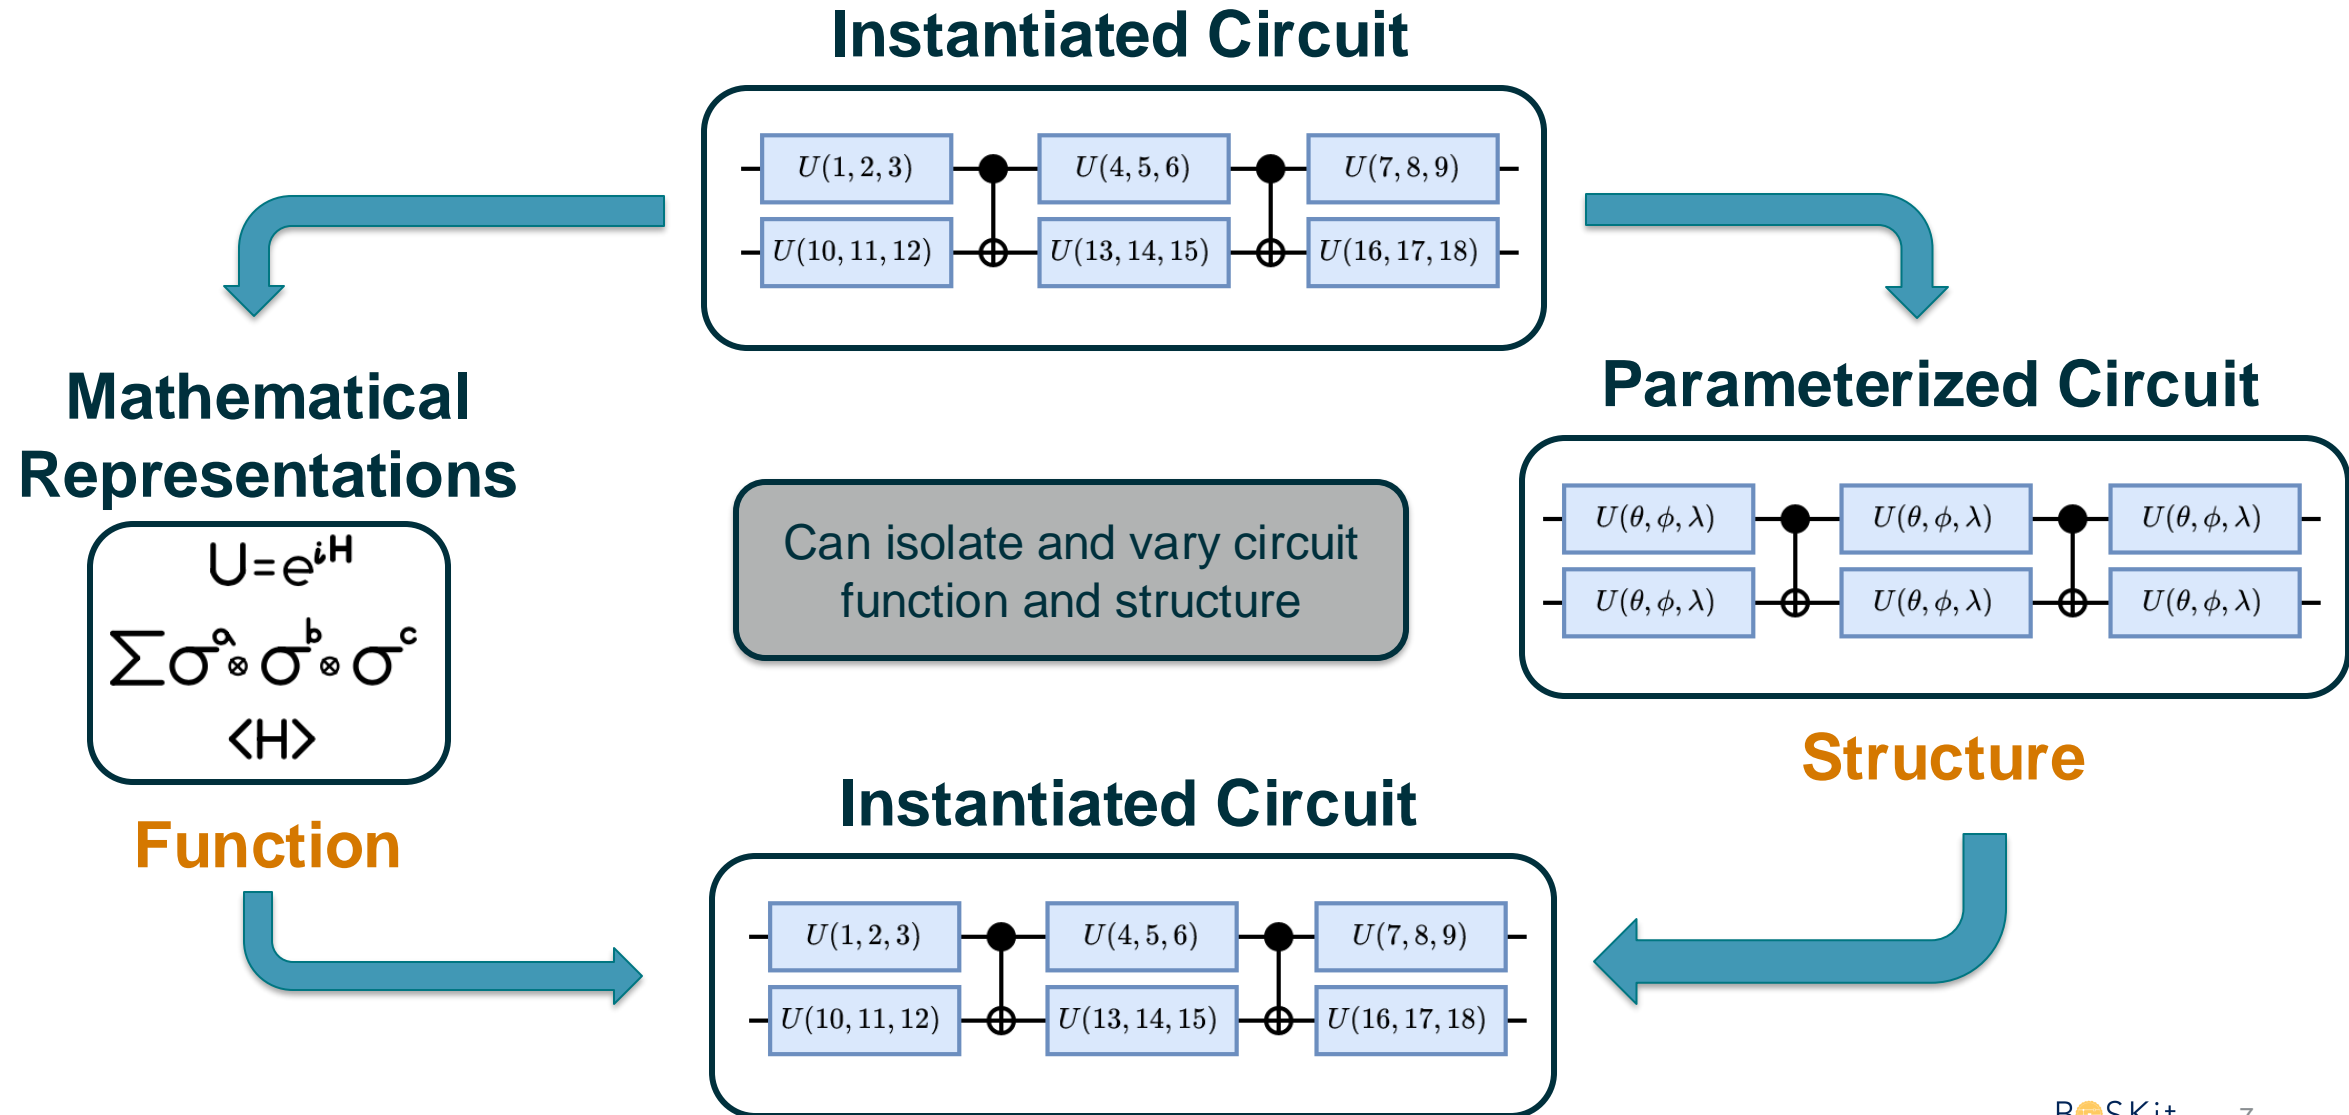 Instantiated Circuit
U(1, 2, 3) U(4, 5, 6) U(7, 8, 9)
U(10, 11, 12) U(13, 14, 15) U(16, 17, 18)
Mathematical
Representations
U=e^{iH}
∑σ^a⊗σ^b⊗σ^c
<H>
Function
Can isolate and vary circuit
function and structure
Parameterized Circuit
U(θ, ϕ, λ) U(θ, ϕ, λ) U(θ, ϕ, λ)
U(θ, ϕ, λ) U(θ, ϕ, λ) U(θ, ϕ, λ)
Structure
Instantiated Circuit
U(1, 2, 3) U(4, 5, 6) U(7, 8, 9)
U(10, 11, 12) U(13, 14, 15) U(16, 17, 18)